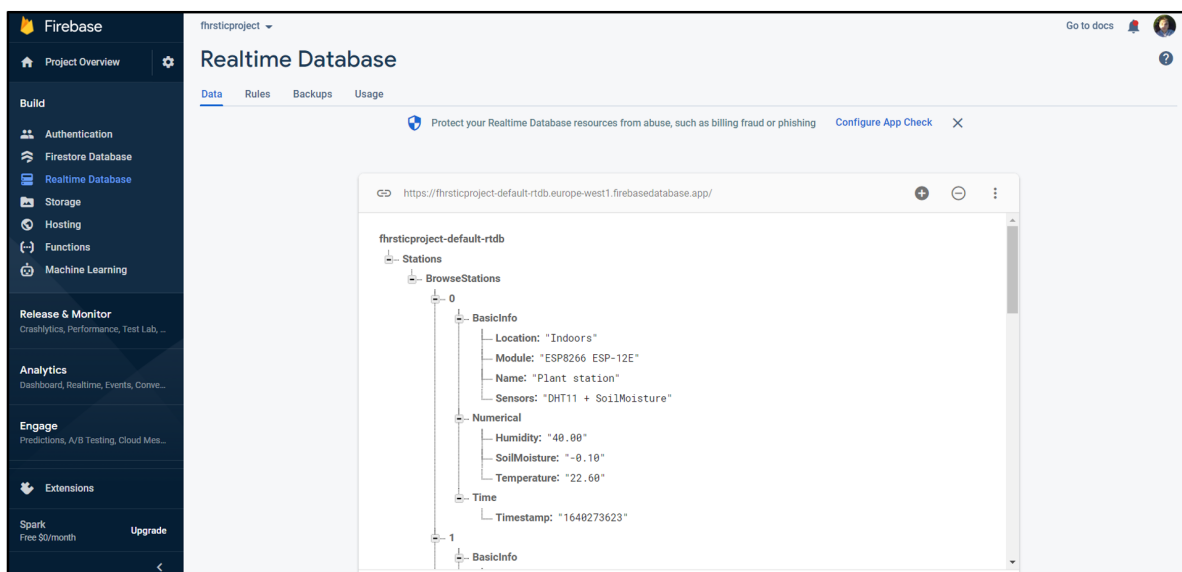 Firebase
Project Overview
Build
Authentication
Firestore Database
Realtime Database
Storage
Hosting
Functions
Machine Learning
Release & Monitor
Crashlytics, Performance, Test Lab, ...
Analytics
Dashboard, Realtime, Events, Conve...
Engage
Predictions, A/B Testing, Cloud Mes...
Extensions
Spark
Free $0/month
Upgrade
fhrsticproject
Go to docs
Realtime Database
Data Rules Backups Usage
Protect your Realtime Database resources from abuse, such as billing fraud or phishing Configure App Check
https://fhrsticproject-default-rtdb.europe-west1.firebasedatabase.app/
fhrsticproject-default-rtdb
Stations
BrowseStations
0
BasicInfo
Location: "Indoors"
Module: "ESP8266 ESP-12E"
Name: "Plant station"
Sensors: "DHT11 + SoilMoisture"
Numerical
Humidity: "40.00"
SoilMoisture: "-0.10"
Temperature: "22.60"
Time
Timestamp: "1640273623"
1
BasicInfo